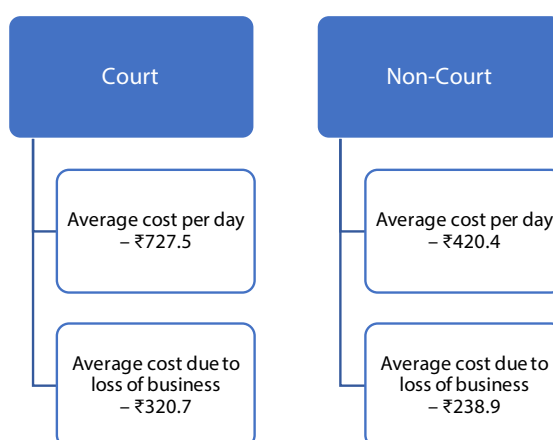 Court
Average cost per day
– ₹727.5
Average cost due to
loss of business
– ₹320.7
Non-Court
Average cost per day
– ₹420.4
Average cost due to
loss of business
– ₹238.9